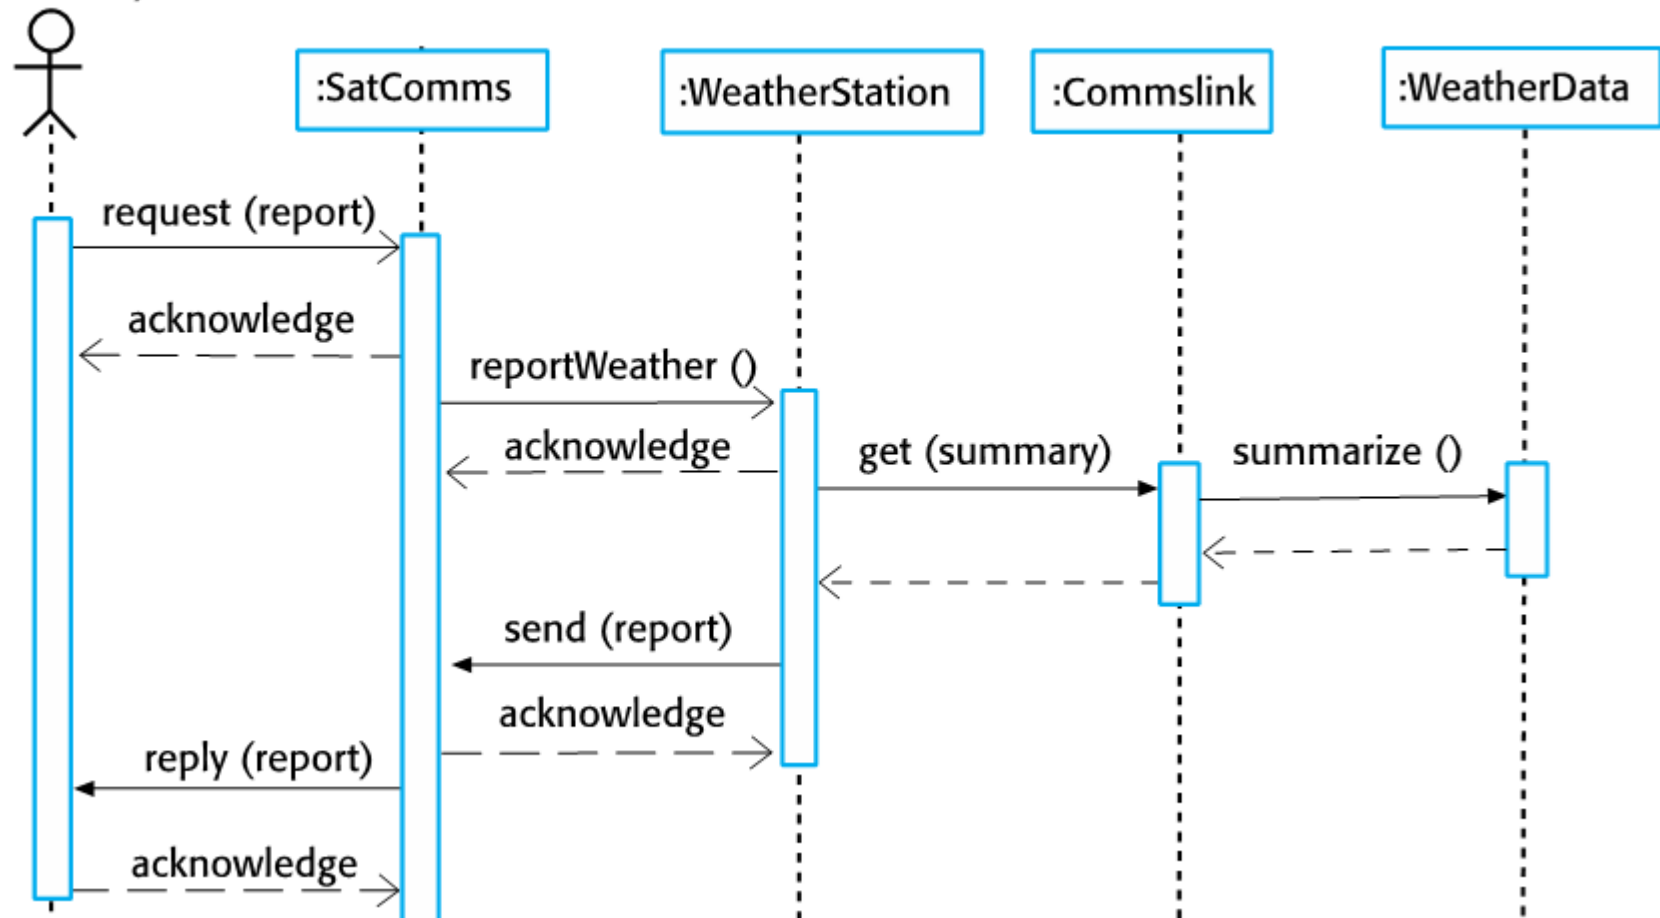 :SatComms
:WeatherStation
:Commslink
:WeatherData
request (report)
acknowledge
reportWeather ()
acknowledge
get (summary)
summarize ()
send (report)
acknowledge
reply (report)
acknowledge